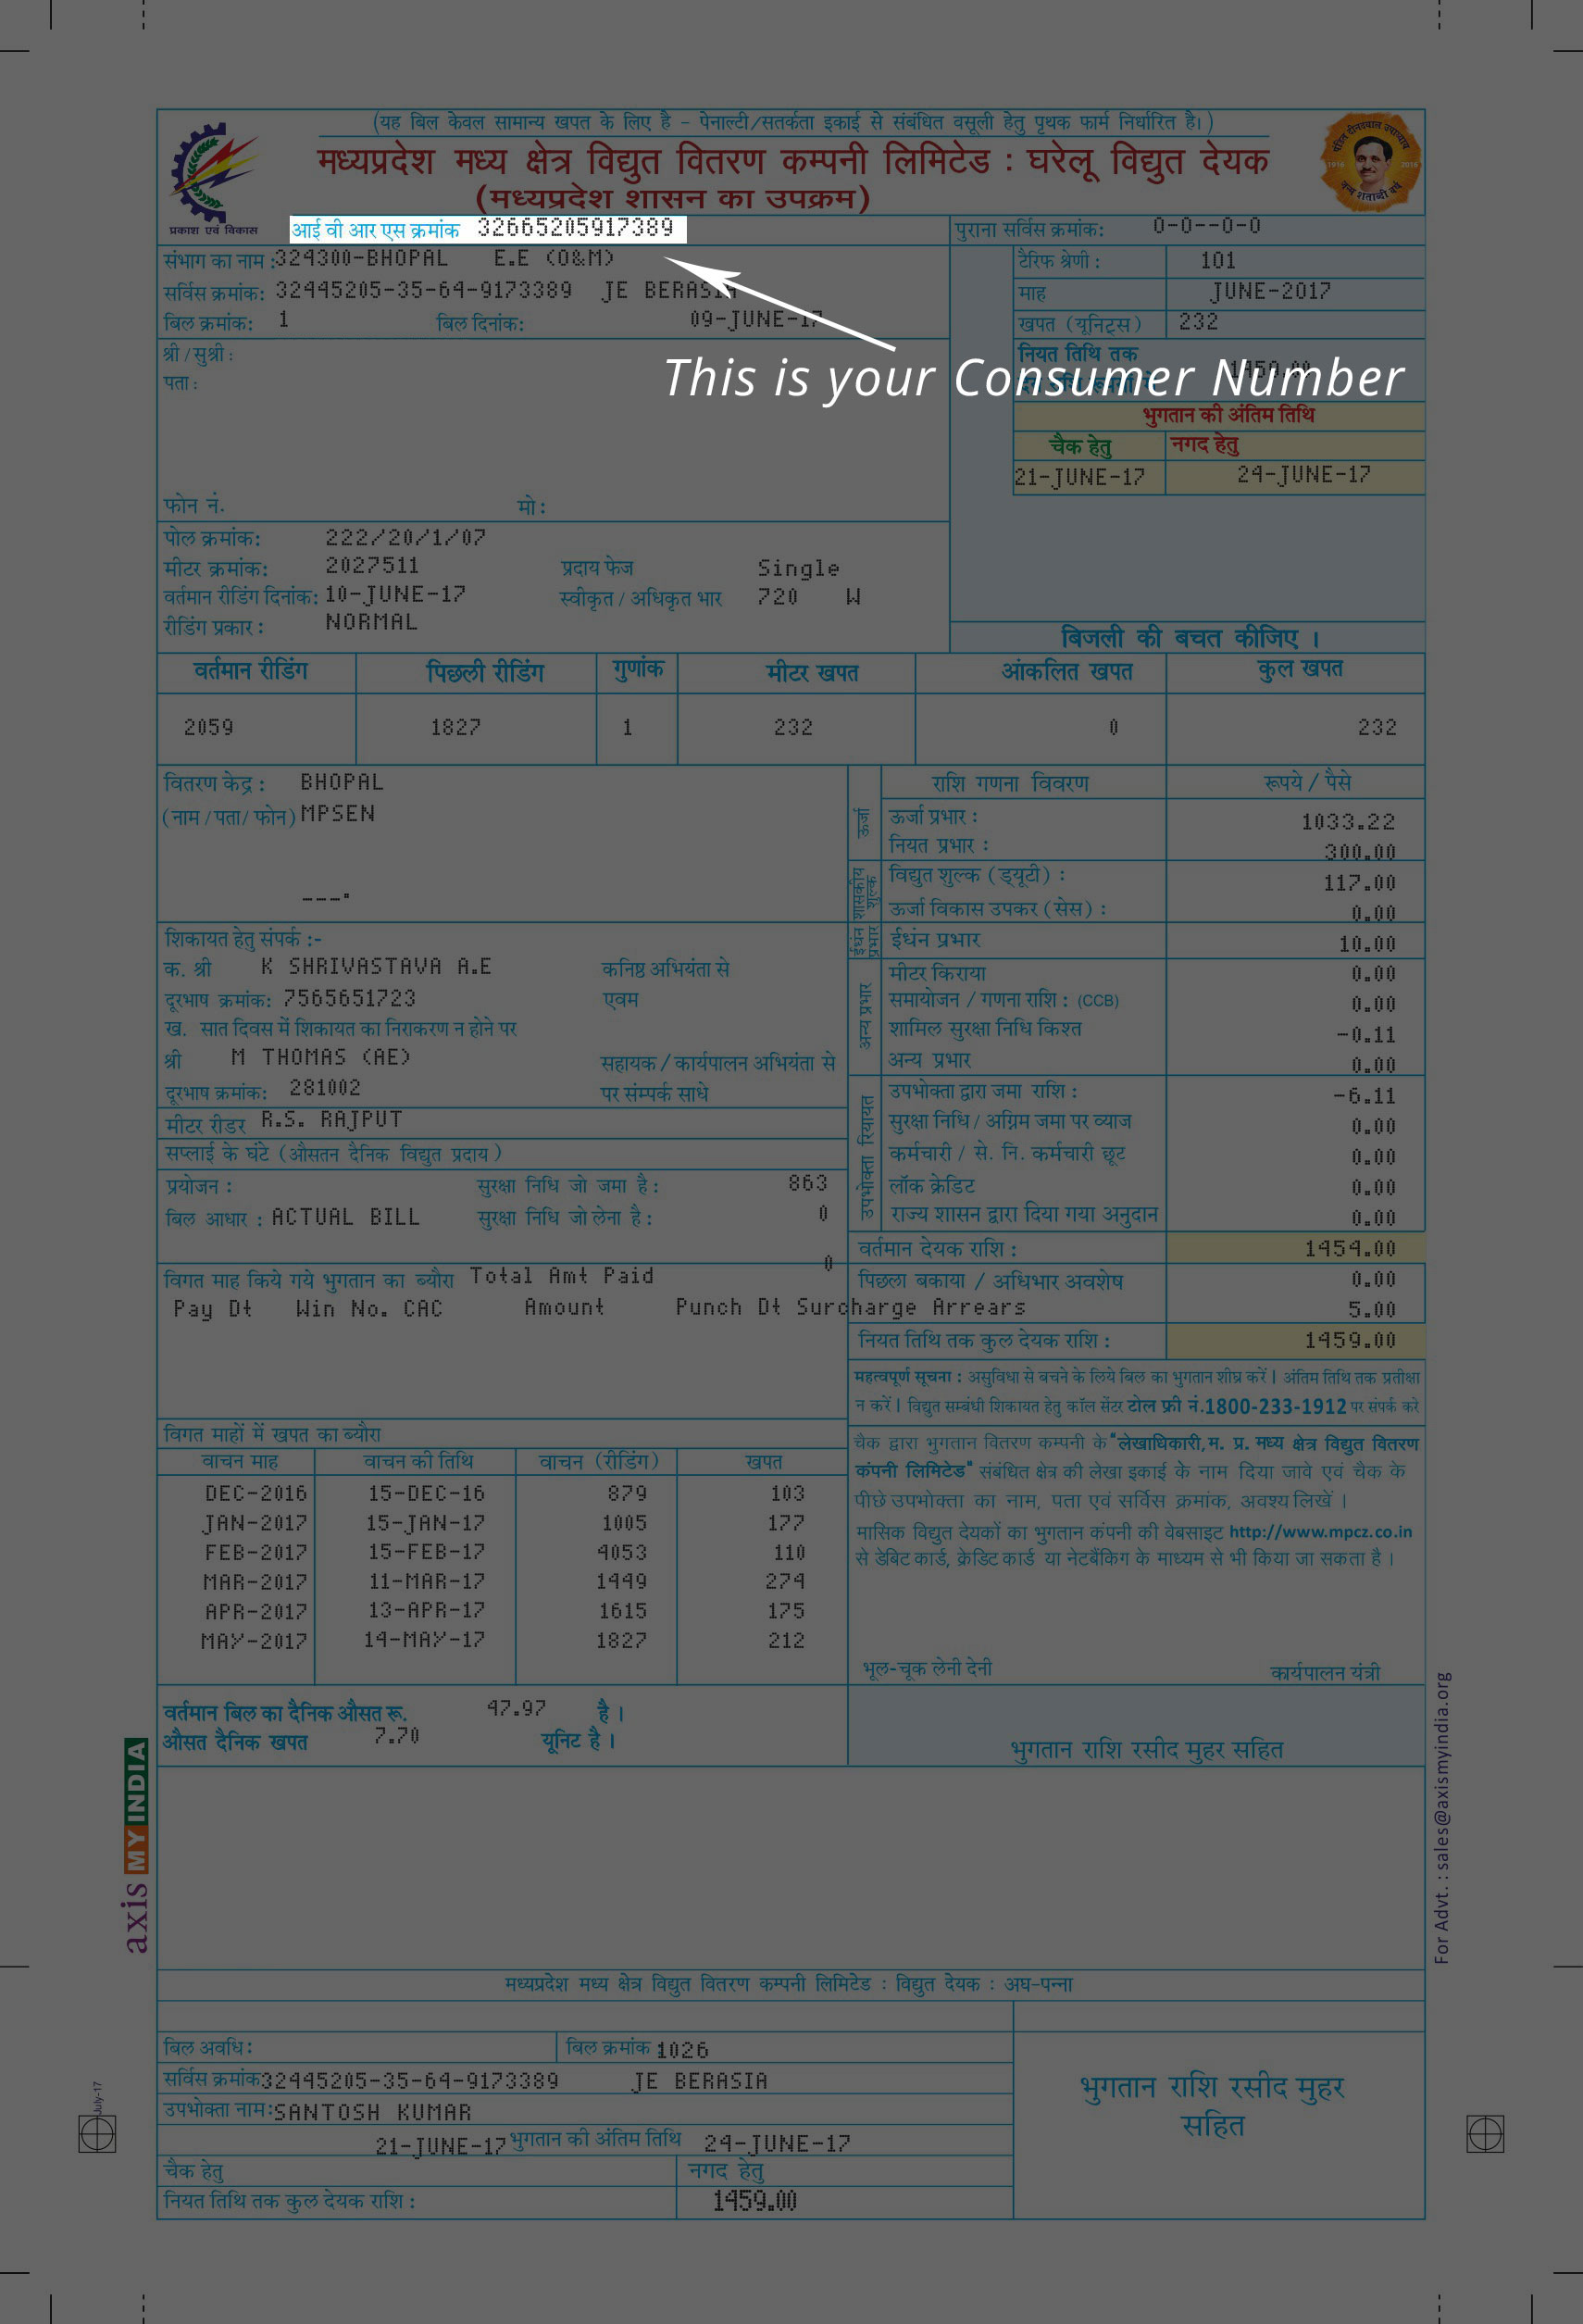 (यह बिल केवल सामान्य खपत के लिए है - पेनाल्टी/सतर्कता इकाई से संबंधित वसूली हेतु पृथक फार्म निर्धारित है।)
मध्यप्रदेश मध्य क्षेत्र विद्युत वितरण कम्पनी लिमिटेड : घरेलू विद्युत देयक
(मध्यप्रदेश शासन का उपक्रम)
प्रकाश एवं विकास
आई वी आर एस क्रमांक 32665205917389
पुराना सर्विस क्रमांक: 0-0--0-0
संभाग का नाम :324300-BHOPAL E.E (O&M)
टैरिफ श्रेणी : 101
सर्विस क्रमांक: 32445205-35-64-9173389 JE BERASIA
माह JUNE-2017
बिल क्रमांक: 1 बिल दिनांक: 09-JUNE-17
खपत (यूनिट्स) 232
श्री /सुश्री :
नियत तिथि तक
1459.00
पता :
This is your Consumer Number
भुगतान की अंतिम तिथि
चैक हेतु नगद हेतु
21-JUNE-17 24-JUNE-17
फोन नं. मो :
पोल क्रमांक: 222/20/1/07
मीटर क्रमांक: 2027511 प्रदाय फेज Single
वर्तमान रीडिंग दिनांक: 10-JUNE-17 स्वीकृत / अधिकृत भार 720 W
रीडिंग प्रकार : NORMAL
बिजली की बचत कीजिए ।
वर्तमान रीडिंग पिछली रीडिंग गुणांक मीटर खपत आंकलित खपत कुल खपत
2059 1827 1 232 0 232
वितरण केद्र : BHOPAL
(नाम /पता/ फोन) MPSEN
---.
राशि गणना विवरण रूपये / पैसे
ऊर्जा
ऊर्जा प्रभार : 1033.22
नियत प्रभार : 300.00
शासकीय शुल्क
विद्युत शुल्क (ड्यूटी) : 117.00
ऊर्जा विकास उपकर (सेस) : 0.00
ईधंन प्रभार
ईधंन प्रभार 10.00
अन्य प्रभार
मीटर किराया 0.00
समायोजन / गणना राशि : (CCB) 0.00
शामिल सुरक्षा निधि किश्त -0.11
अन्य प्रभार 0.00
उपभोक्ता रियायत
उपभोक्ता द्वारा जमा राशि : -6.11
सुरक्षा निधि / अग्रिम जमा पर ब्याज 0.00
कर्मचारी / से. नि. कर्मचारी छूट 0.00
लॉक क्रेडिट 0.00
राज्य शासन द्वारा दिया गया अनुदान 0.00
वर्तमान देयक राशि : 1454.00
पिछला बकाया / अधिभार अवशेष 0.00
5.00
नियत तिथि तक कुल देयक राशि : 1459.00
शिकायत हेतु संपर्क :-
क. श्री K SHRIVASTAVA A.E कनिष्ठ अभियंता से
दूरभाष क्रमांक: 7565651723 एवम
ख. सात दिवस में शिकायत का निराकरण न होने पर
श्री M THOMAS (AE) सहायक / कार्यपालन अभियंता से
दूरभाष क्रमांक: 281002 पर संम्पर्क साधे
मीटर रीडर R.S. RAJPUT
सप्लाई के घंटे (औसतन दैनिक विद्युत प्रदाय )
प्रयोजन : सुरक्षा निधि जो जमा है : 863
बिल आधार : ACTUAL BILL सुरक्षा निधि जो लेना है : 0
0
विगत माह किये गये भुगतान का ब्यौरा Total Amt Paid
Pay Dt Win No. CAC Amount Punch Dt Surcharge Arrears
महत्वपूर्ण सूचना : असुविधा से बचने के लिये बिल का भुगतान शीघ्र करें। अंतिम तिथि तक प्रतीक्षा
न करें। विद्युत सम्बंधी शिकायत हेतु कॉल सेंटर टोल फ्री नं.1800-233-1912 पर संपर्क करे
चैक द्वारा भुगतान वितरण कम्पनी के "लेखाधिकारी, म. प्र. मध्य क्षेत्र विद्युत वितरण
कंपनी लिमिटेड" संबंधित क्षेत्र की लेखा इकाई के नाम दिया जावे एवं चैक के
पीछे उपभोक्ता का नाम, पता एवं सर्विस क्रमांक, अवश्य लिखें ।
मासिक विद्युत देयकों का भुगतान कंपनी की वेबसाइट http://www.mpcz.co.in
से डेबिट कार्ड, क्रेडिट कार्ड या नेटबैंकिग के माध्यम से भी किया जा सकता है ।
भूल-चूक लेनी देनी कार्यपालन यंत्री
विगत माहों में खपत का ब्यौरा
वाचन माह वाचन की तिथि वाचन (रीडिंग) खपत
DEC-2016 15-DEC-16 879 103
JAN-2017 15-JAN-17 1005 177
FEB-2017 15-FEB-17 4053 110
MAR-2017 11-MAR-17 1449 274
APR-2017 13-APR-17 1615 175
MAY-2017 14-MAY-17 1827 212
वर्तमान बिल का दैनिक औसत रू. 47.97 है ।
औसत दैनिक खपत 7.70 यूनिट है ।
भुगतान राशि रसीद मुहर सहित
axis MY INDIA
For Advt. : sales@axismyindia.org
मध्यप्रदेश मध्य क्षेत्र विद्युत वितरण कम्पनी लिमिटेड : विद्युत देयक : अघ-पन्ना
बिल अवधि : बिल क्रमांक 1026
सर्विस क्रमांक32445205-35-64-9173389 JE BERASIA
उपभोक्ता नाम:SANTOSH KUMAR
21-JUNE-17 भुगतान की अंतिम तिथि 24-JUNE-17
चैक हेतु नगद हेतु
नियत तिथि तक कुल देयक राशि : 1459.00
भुगतान राशि रसीद मुहर
सहित
July-17